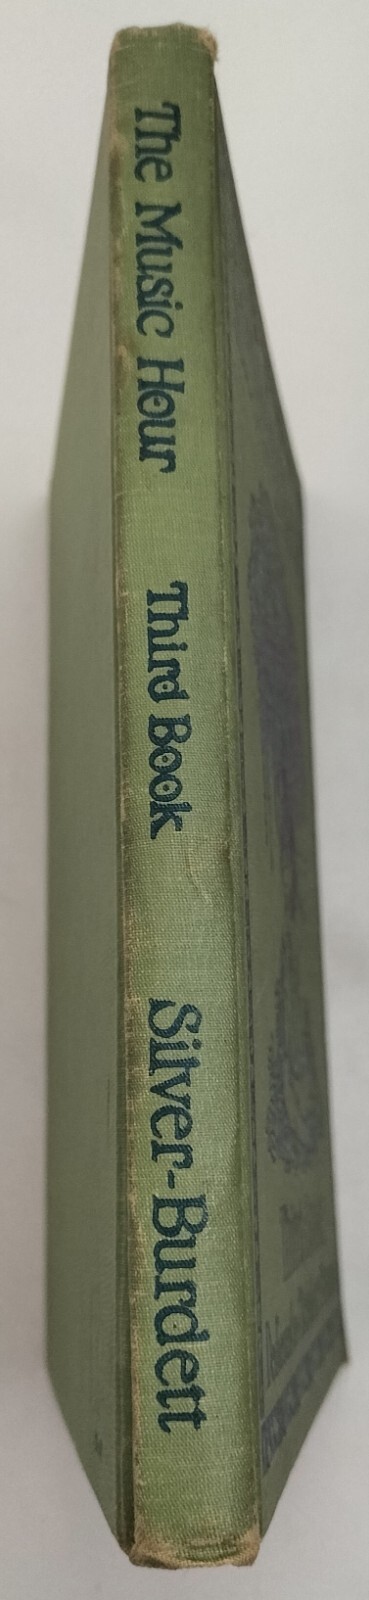 The Music Hour
Third Book
Silver-Burdett